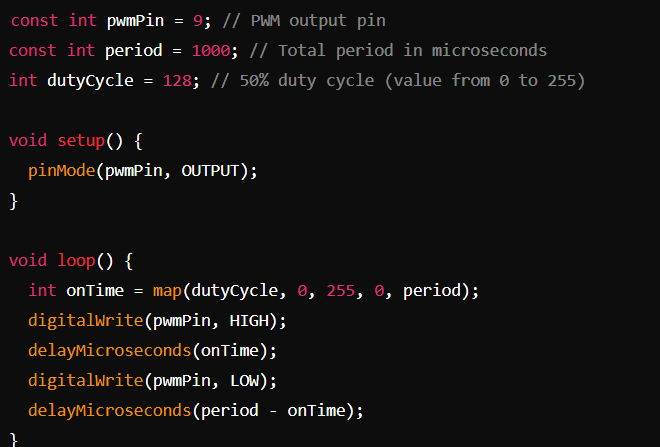 const int pwmPin = 9; // PWM output pin
const int period = 1000; // Total period in microseconds
int dutyCycle = 128; // 50% duty cycle (value from 0 to 255)
void setup() {
  pinMode(pwmPin, OUTPUT);
}
void loop() {
  int onTime = map(dutyCycle, 0, 255, 0, period);
  digitalWrite(pwmPin, HIGH);
  delayMicroseconds(onTime);
  digitalWrite(pwmPin, LOW);
  delayMicroseconds(period - onTime);
}